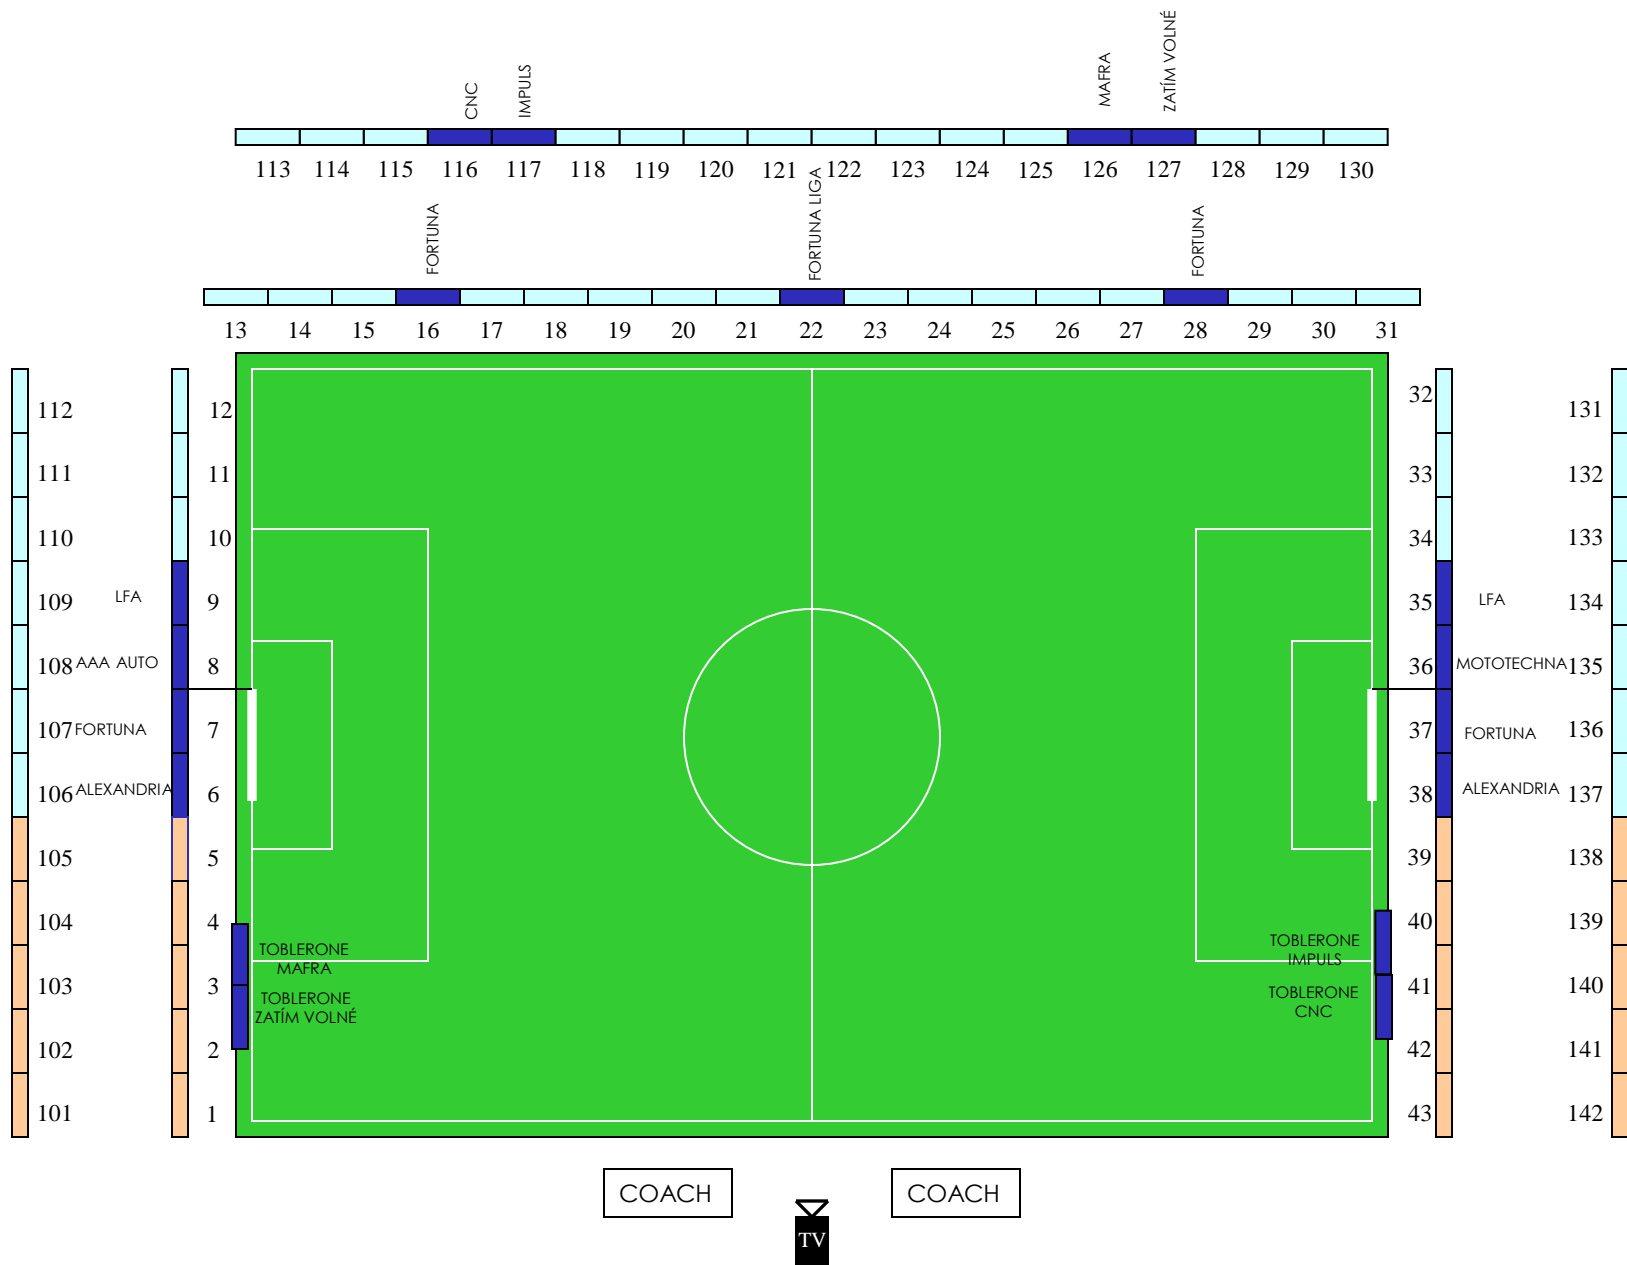 CNC
IMPULS
MAFRA
ZATÍM VOLNÉ
113 114 115 116 117 118 119 120 121 122 123 124 125 126 127 128 129 130
FORTUNA
FORTUNA LIGA
FORTUNA
13 14 15 16 17 18 19 20 21 22 23 24 25 26 27 28 29 30 31
112 12 32 131
111 11 33 132
110 10 34 133
109 LFA 9 35 LFA 134
108 AAA AUTO 8 36 MOTOTECHNA 135
107 FORTUNA 7 37 FORTUNA 136
106 ALEXANDRIA 6 38 ALEXANDRIA 137
105 5 39 138
104 4 40 139
TOBLERONE
MAFRA
TOBLERONE
IMPULS
103 3 41 140
TOBLERONE
ZATÍM VOLNÉ
TOBLERONE
CNC
102 2 42 141
101 1 43 142
COACH
COACH
TV